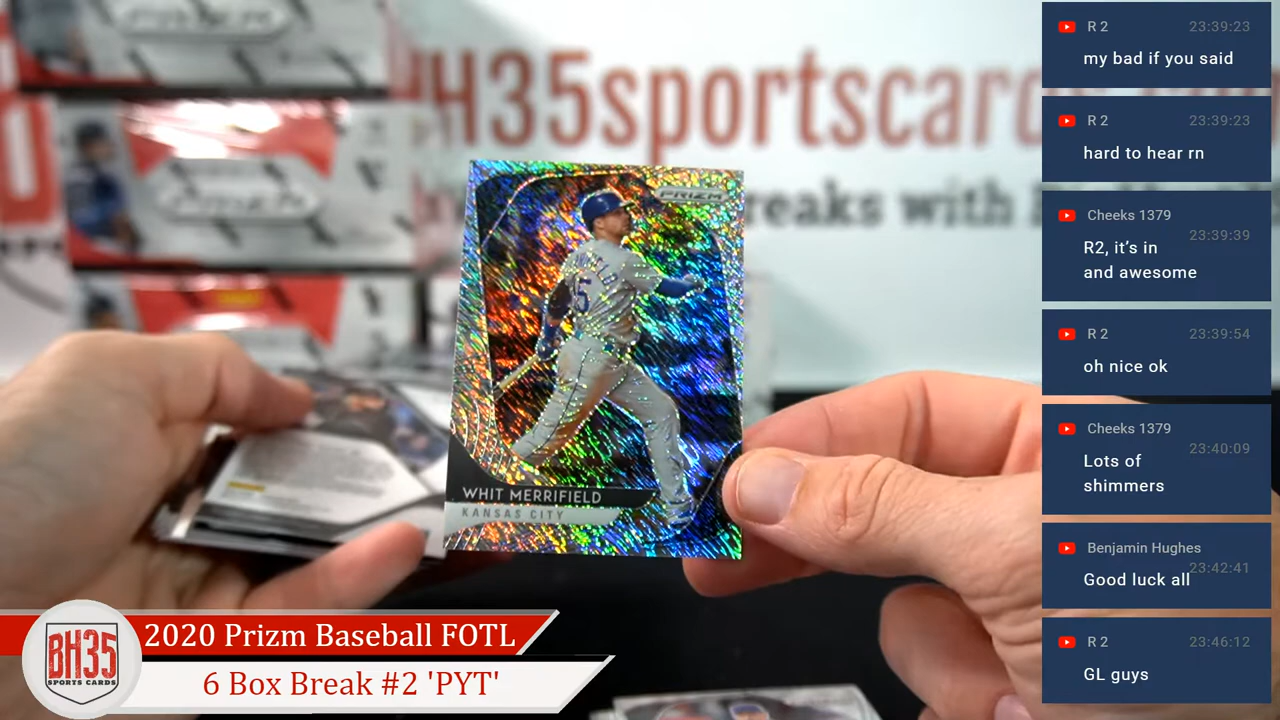 PRIZM
H35sportscar
reaks with
PRIZM
15
WHIT MERRIFIELD
KANSAS CITY
BH35
SPORTS CARDS
2020 Prizm Baseball FOTL
6 Box Break #2 'PYT'
R 2 23:39:23
my bad if you said
R 2 23:39:23
hard to hear rn
Cheeks 1379 23:39:39
R2, it’s in
and awesome
R 2 23:39:54
oh nice ok
Cheeks 1379 23:40:09
Lots of
shimmers
Benjamin Hughes 23:42:41
Good luck all
R 2 23:46:12
GL guys